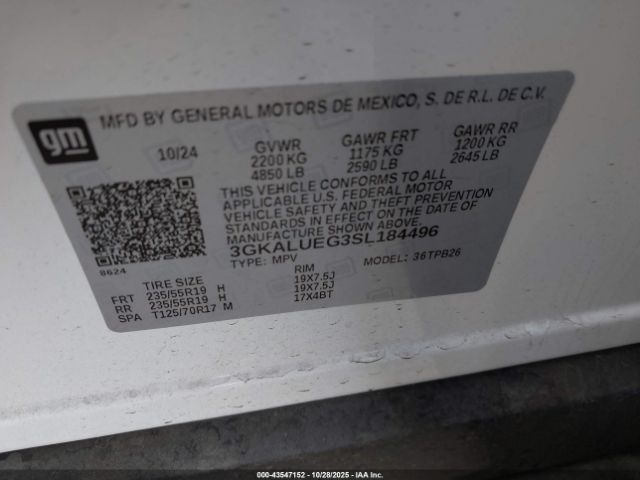 gm
MFD BY GENERAL MOTORS DE MEXICO, S. DE R.L. DE C.V.
10/24 GVWR GAWR FRT GAWR RR
2200 KG 1175 KG 1200 KG
4850 LB 2590 LB 2645 LB
THIS VEHICLE CONFORMS TO ALL
APPLICABLE U.S. FEDERAL MOTOR
VEHICLE SAFETY AND THEFT PREVENTION
STANDARDS IN EFFECT ON THE DATE OF
MANUFACTURE SHOWN ABOVE.
3GKALUEG3SL184496
TYPE: MPV MODEL: 36TPB26
8624
TIRE SIZE RIM
FRT 235/55R19 H 19X7.5J
RR 235/55R19 H 19X7.5J
SPA T125/70R17 M 17X4BT
000-43547152 - 10/28/2025 - IAA Inc.